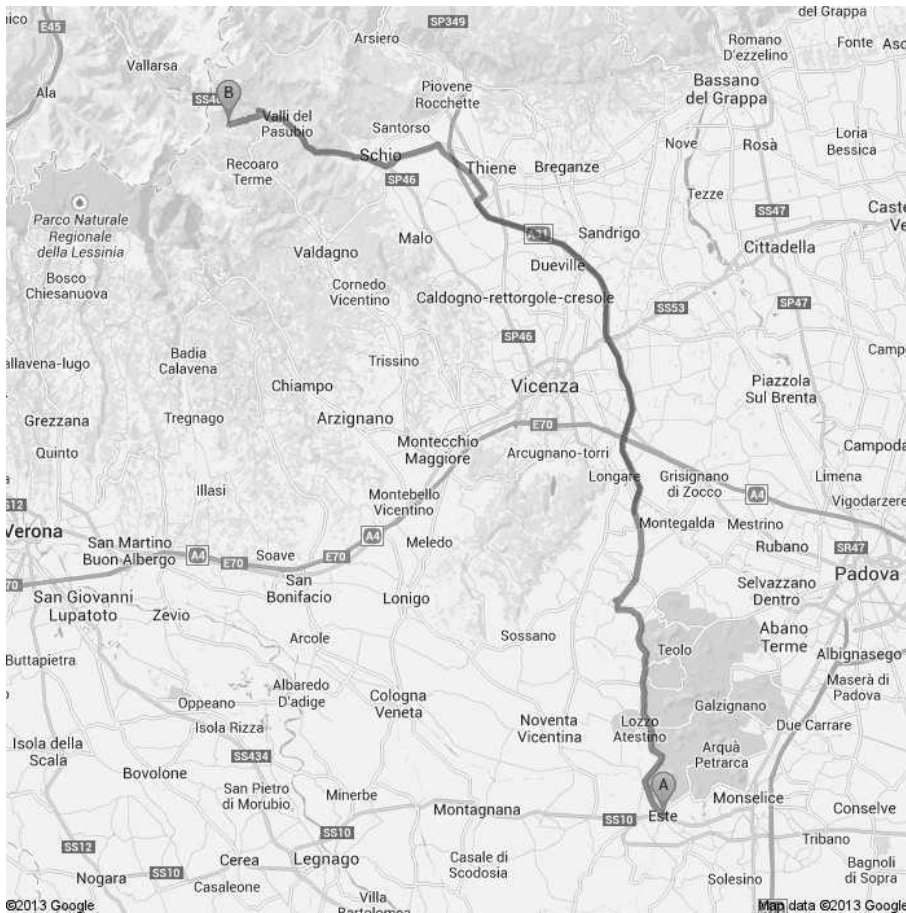 del Grappa
E45
Arsiero
SP349
Romano
D'ezzelino
Fonte
Vallarsa
Ala
Piovene
Rocchette
Bassano
del Grappa
B
Valli del
Pasubio
Santorso
Nove
Rosà
Loria
Bessica
Recoaro
Terme
Schio
SP46
Thiene
Breganze
Tezze
Parco Naturale
Regionale
della Lessinia
SS47
Malo
A31
Sandrigo
Cittadella
Valdagno
Dueville
Bosco
Chiesanuova
Cornedo
Vicentino
Caldogno-rettorgole-cresole
SS53
SP47
SP46
Badia
Calavena
Trissino
Chiampo
Vicenza
Piazzola
Sul Brenta
Grezzana
Tregnago
Arzignano
E70
Quinto
Montecchio
Maggiore
Arcugnano-torri
Longare
Grisignano
di Zocco
Limena
Illasi
Montebello
Vicentino
A4
Vigodarzere
Verona
Montegalda
Mestrino
San Martino
Buon Albergo
A4
E70
Soave
E70
A4
Meledo
Rubano
SR47
San
Bonifacio
Selvazzano
Dentro
Padova
San Giovanni
Lupatoto
Zevio
Lonigo
Arcole
Sossano
Teolo
Abano
Terme
Albignasego
Buttapietra
Albaredo
D'adige
Maserà di
Padova
Oppeano
Cologna
Veneta
Galzignano
Isola Rizza
Noventa
Vicentina
Lozzo
Atestino
Due Carrare
Isola della
Scala
SS434
Arquà
Petrarca
Bovolone
San Pietro
di Morubio
Minerbe
A
Montagnana
SS10
Este
Monselice
Conselve
SS12
SS10
Tribano
Cerea
Legnago
Casale di
Scodosia
Bagnoli
di Sopra
Nogara
SS10
Casaleone
Solesino
Villa
©2013 Google
Map data ©2013 Google